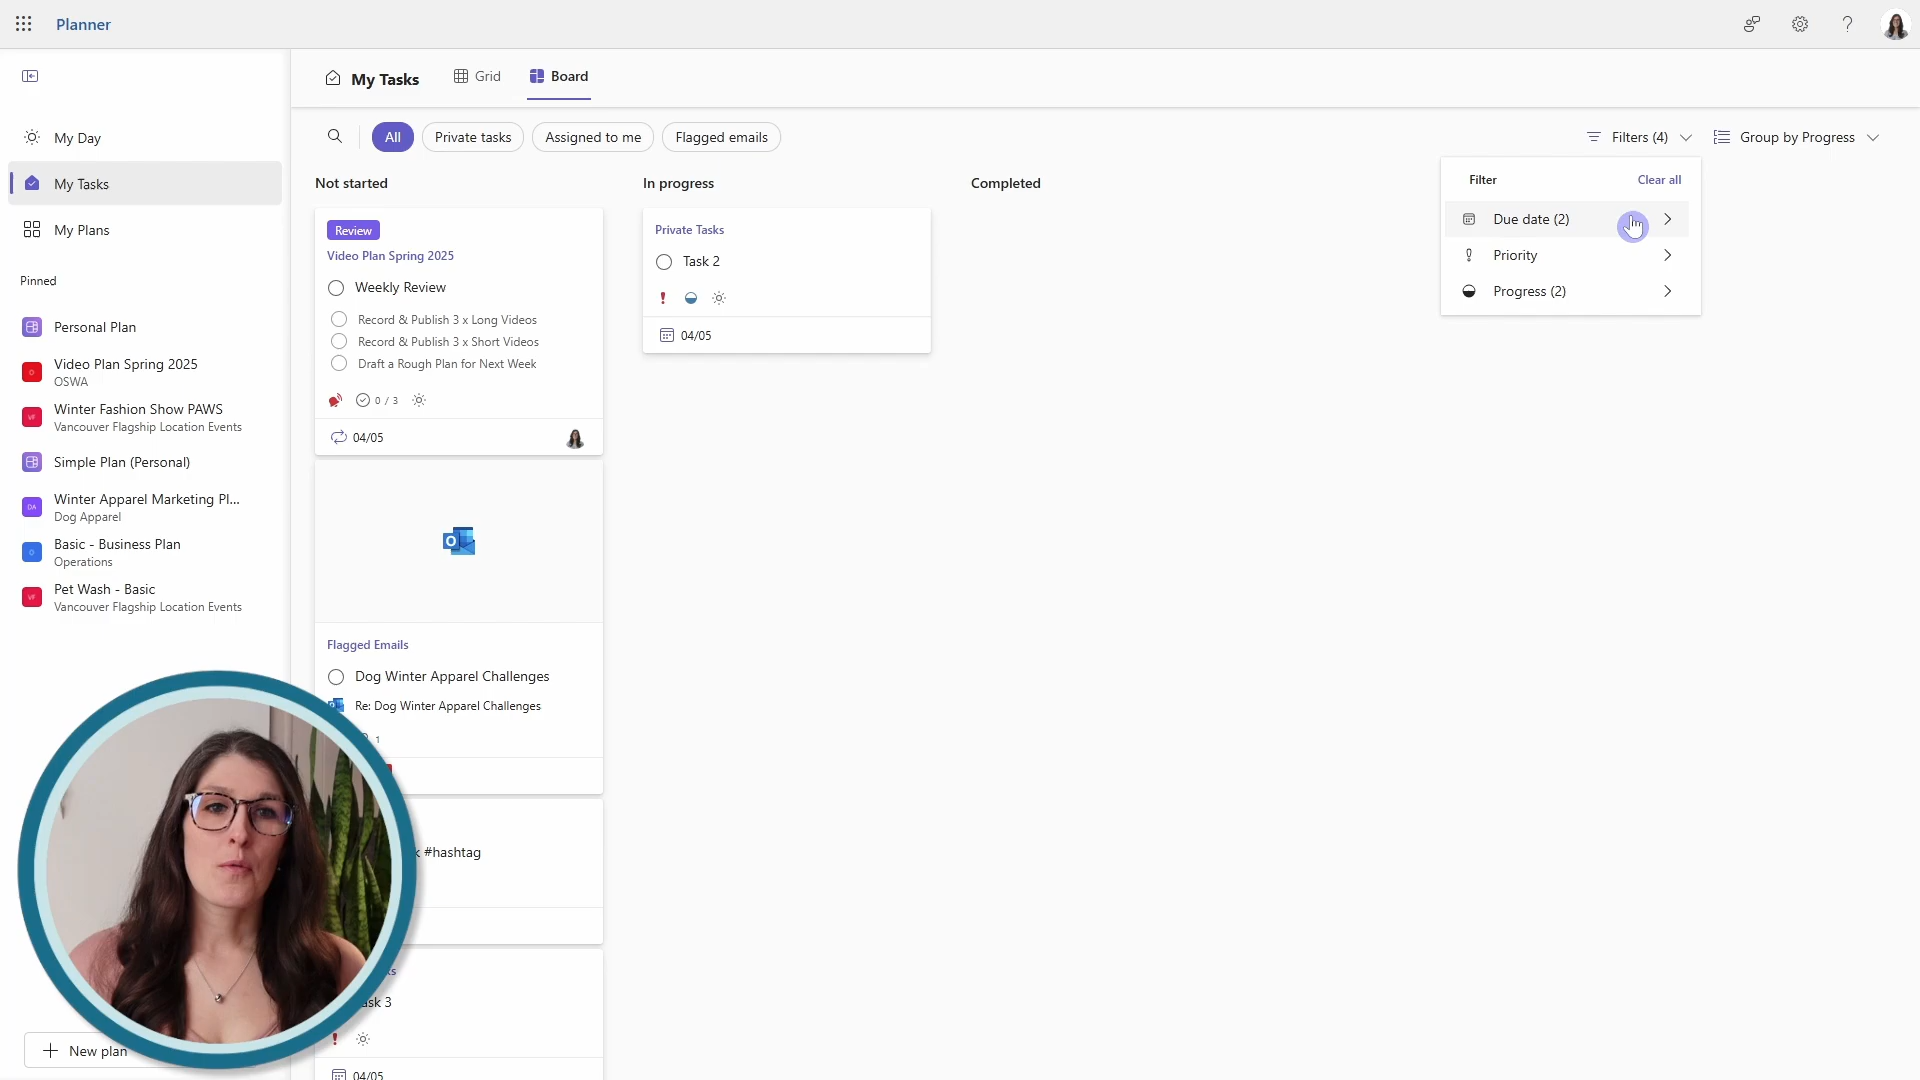 Planner
My Tasks
Grid
Board
My Day
My Tasks
My Plans
Pinned
Personal Plan
Video Plan Spring 2025
OSWA
Winter Fashion Show PAWS
Vancouver Flagship Location Events
Simple Plan (Personal)
Winter Apparel Marketing Pl...
Dog Apparel
Basic - Business Plan
Operations
Pet Wash - Basic
Vancouver Flagship Location Events
New plan
All
Private tasks
Assigned to me
Flagged emails
Filters (4)
Group by Progress
Not started
Review
Video Plan Spring 2025
Weekly Review
Record & Publish 3 x Long Videos
Record & Publish 3 x Short Videos
Draft a Rough Plan for Next Week
0 / 3
04/05
Flagged Emails
Dog Winter Apparel Challenges
Re: Dog Winter Apparel Challenges
1
#hashtag
ask 3
04/05
In progress
Private Tasks
Task 2
04/05
Completed
Filter
Clear all
Due date (2)
Priority
Progress (2)